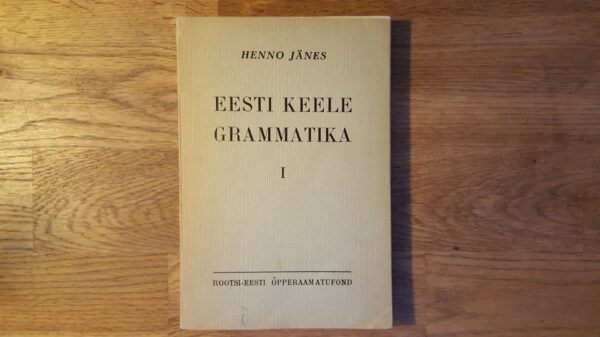 HENNO JÄNES
EESTI KEELE
GRAMMATIKA
I
ROOTSI-EESTI ÕPPERAAMATUFOND